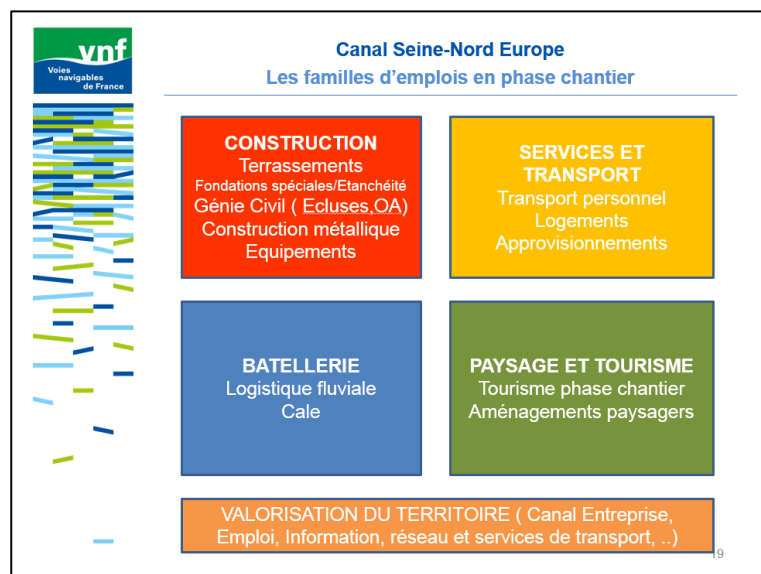 vnf
Voies
navigables
de France
Canal Seine-Nord Europe
Les familles d'emplois en phase chantier
CONSTRUCTION
Terrassements
Fondations spéciales/Etanchéité
Génie Civil ( Ecluses,OA)
Construction métallique
Equipements
SERVICES ET
TRANSPORT
Transport personnel
Logements
Approvisionnements
BATELLERIE
Logistique fluviale
Cale
PAYSAGE ET TOURISME
Tourisme phase chantier
Aménagements paysagers
VALORISATION DU TERRITOIRE ( Canal Entreprise,
Emploi, Information, réseau et services de transport, ..)
19